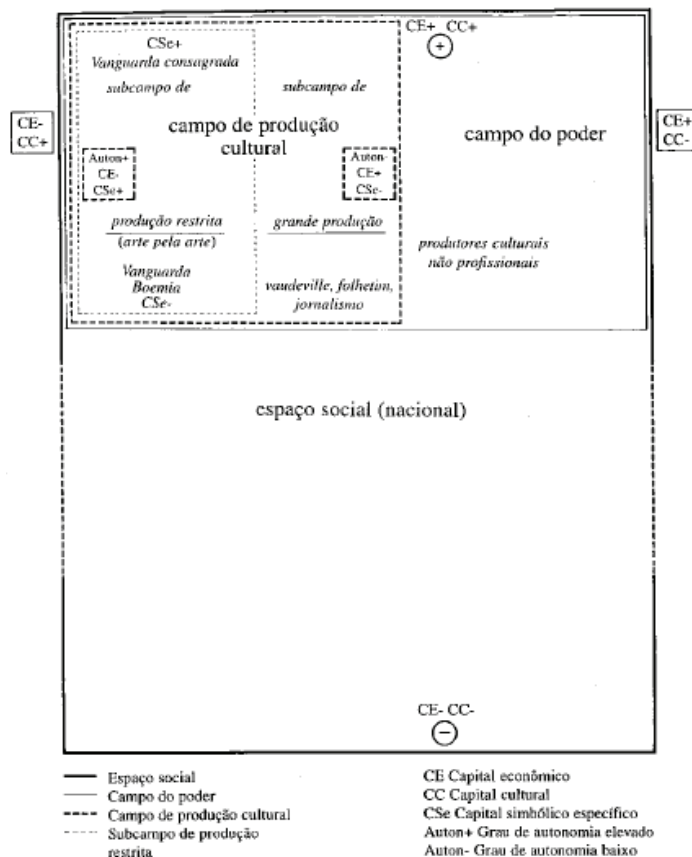 CE+ CC+
+
CSe+
Vanguarda consagrada
subcampo de
subcampo de
CE-
CC+
CE+
CC-
campo de produção
cultural
campo do poder
Auton+
CE-
CSe+
Auton-
CE+
CSe-
produção restrita
(arte pela arte)
grande produção
produtores culturais
não profissionais
Vanguarda
Boemia
CSe-
vaudeville, folhetim,
jornalismo
espaço social (nacional)
CE- CC-
−
Espaço social
Campo do poder
Campo de produção cultural
Subcampo de produção
restrita
CE Capital econômico
CC Capital cultural
CSe Capital simbólico específico
Auton+ Grau de autonomia elevado
Auton- Grau de autonomia baixo